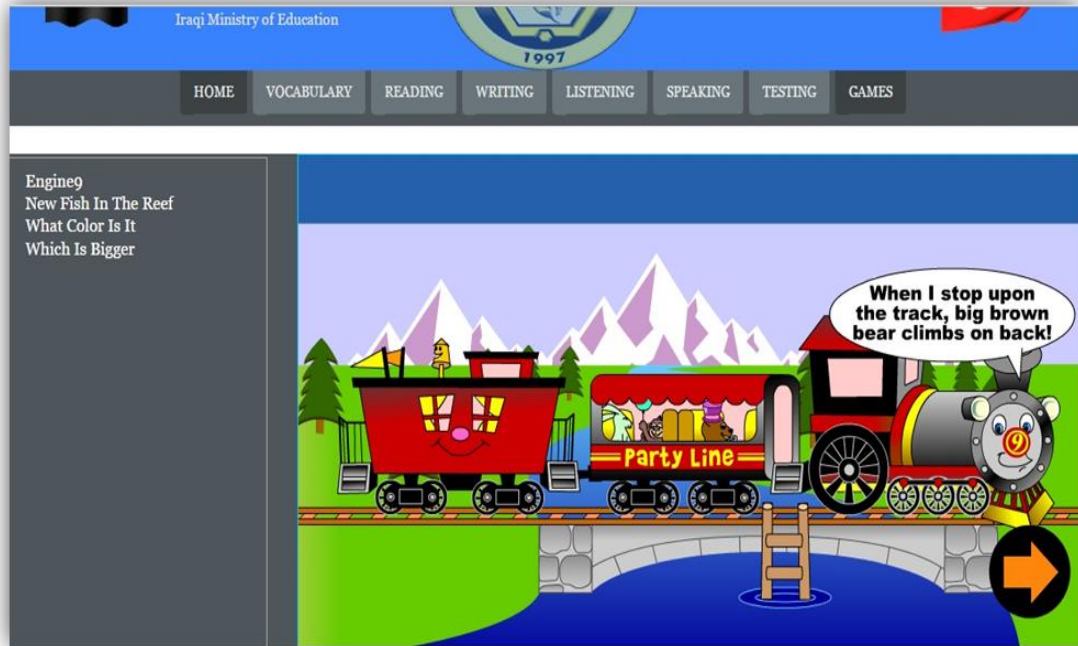 Iraqi Ministry of Education
1997
HOME VOCABULARY READING WRITING LISTENING SPEAKING TESTING GAMES
Engine9
New Fish In The Reef
What Color Is It
Which Is Bigger
When I stop upon
the track, big brown
bear climbs on back!
9
Party Line